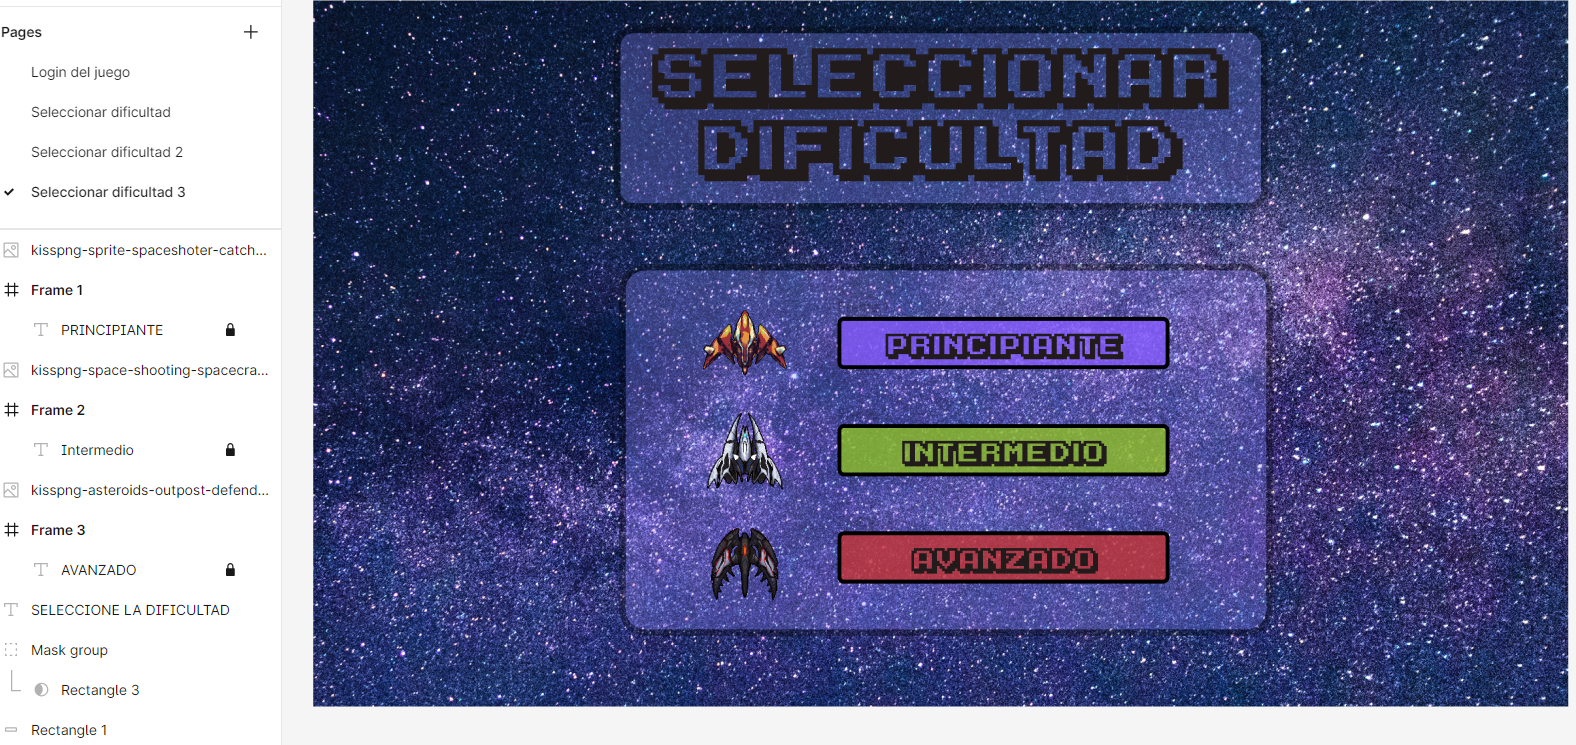 Pages
Login del juego
Seleccionar dificultad
Seleccionar dificultad 2
Seleccionar dificultad 3
kisspng-sprite-spaceshoter-catch...
Frame 1
PRINCIPIANTE
kisspng-space-shooting-spacecra...
Frame 2
Intermedio
kisspng-asteroids-outpost-defend...
Frame 3
AVANZADO
SELECCIONE LA DIFICULTAD
Mask group
Rectangle 3
Rectangle 1
SELECCIONAR
DIFICULTAD
PRINCIPIANTE
INTERMEDIO
AVANZADO